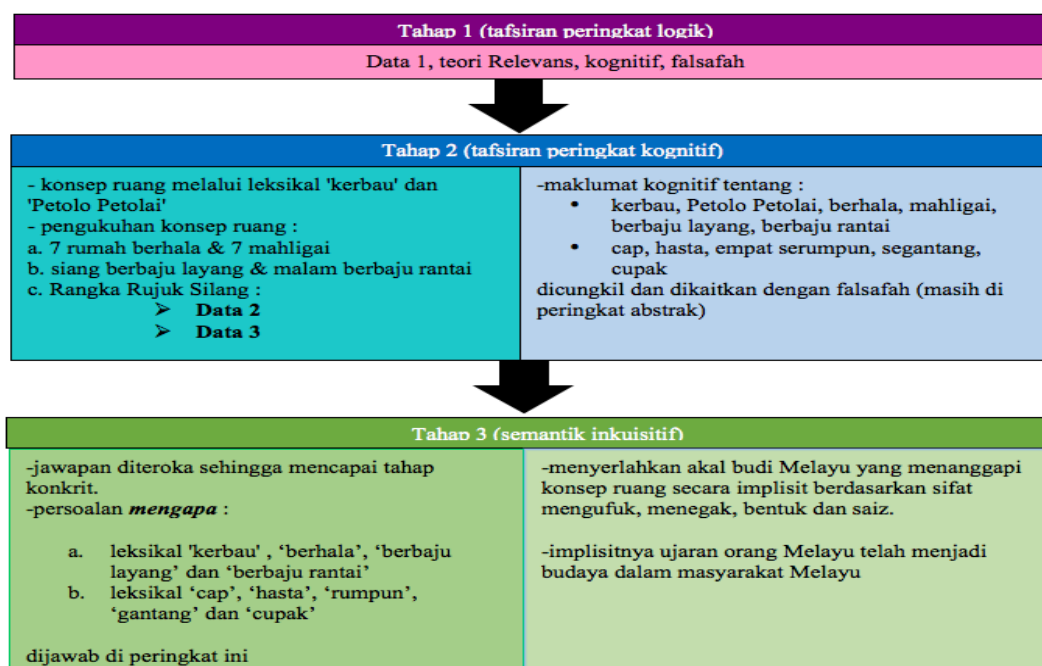 Tahap 1 (tafsiran peringkat logik)
Data 1, teori Relevans, kognitif, falsafah
Tahap 2 (tafsiran peringkat kognitif)
- konsep ruang melalui leksikal 'kerbau' dan
'Petolo Petolai'
- pengukuhan konsep ruang :
a. 7 rumah berhala & 7 mahligai
b. siang berbaju layang & malam berbaju rantai
c. Rangka Rujuk Silang :
➢ Data 2
➢ Data 3
-maklumat kognitif tentang :
• kerbau, Petolo Petolai, berhala, mahligai,
berbaju layang, berbaju rantai
• cap, hasta, empat serumpun, segantang,
cupak
dicungkil dan dikaitkan dengan falsafah (masih di
peringkat abstrak)
Tahap 3 (semantik inkuisitif)
-jawapan diteroka sehingga mencapai tahap
konkrit.
-persoalan mengapa :
a. leksikal 'kerbau' , ‘berhala’, ‘berbaju
layang’ dan ‘berbaju rantai’
b. leksikal ‘cap’, ‘hasta’, ‘rumpun’,
‘gantang’ dan ‘cupak’
dijawab di peringkat ini
-menyerlahkan akal budi Melayu yang menanggapi
konsep ruang secara implisit berdasarkan sifat
mengufuk, menegak, bentuk dan saiz.
-implisitnya ujaran orang Melayu telah menjadi
budaya dalam masyarakat Melayu